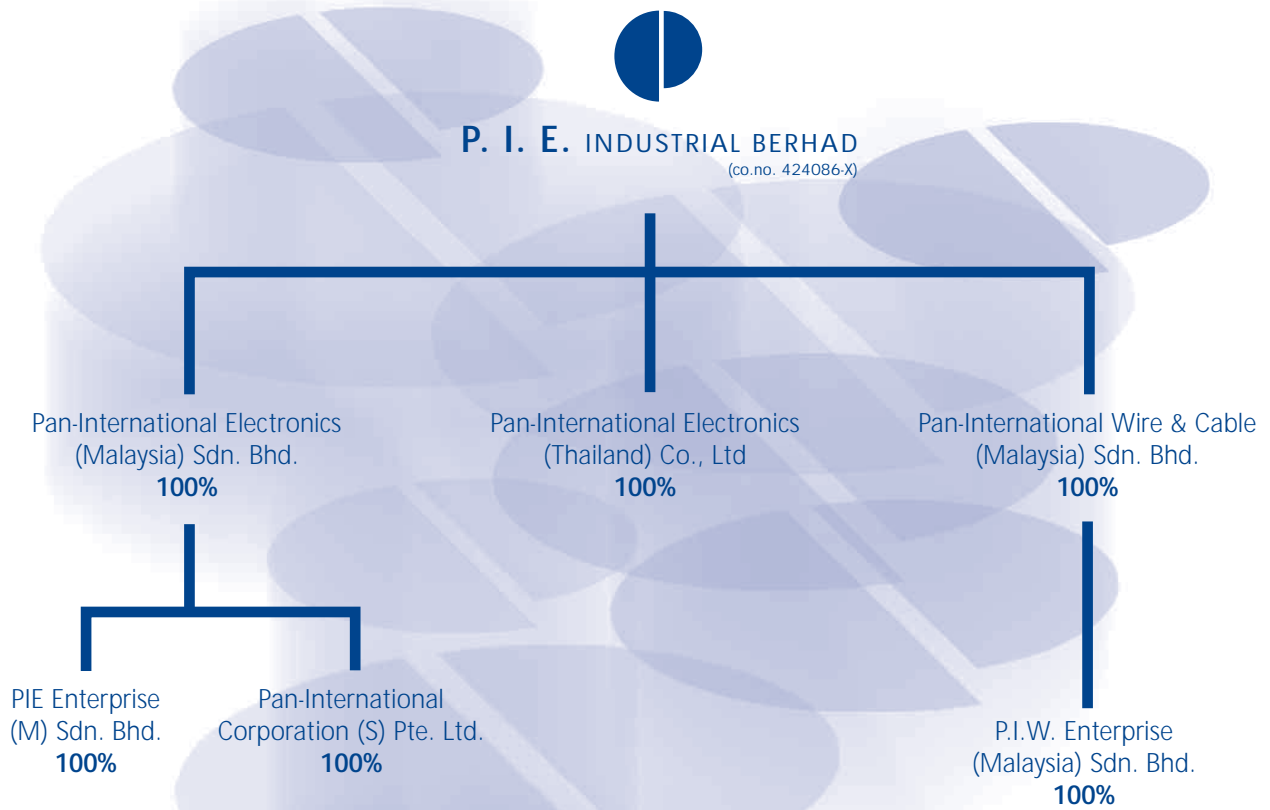 P. I. E. INDUSTRIAL BERHAD
(co.no. 424086-X)
Pan-International Electronics
(Malaysia) Sdn. Bhd.
100%
Pan-International Electronics
(Thailand) Co., Ltd
100%
Pan-International Wire & Cable
(Malaysia) Sdn. Bhd.
100%
PIE Enterprise
(M) Sdn. Bhd.
100%
Pan-International
Corporation (S) Pte. Ltd.
100%
P.I.W. Enterprise
(Malaysia) Sdn. Bhd.
100%